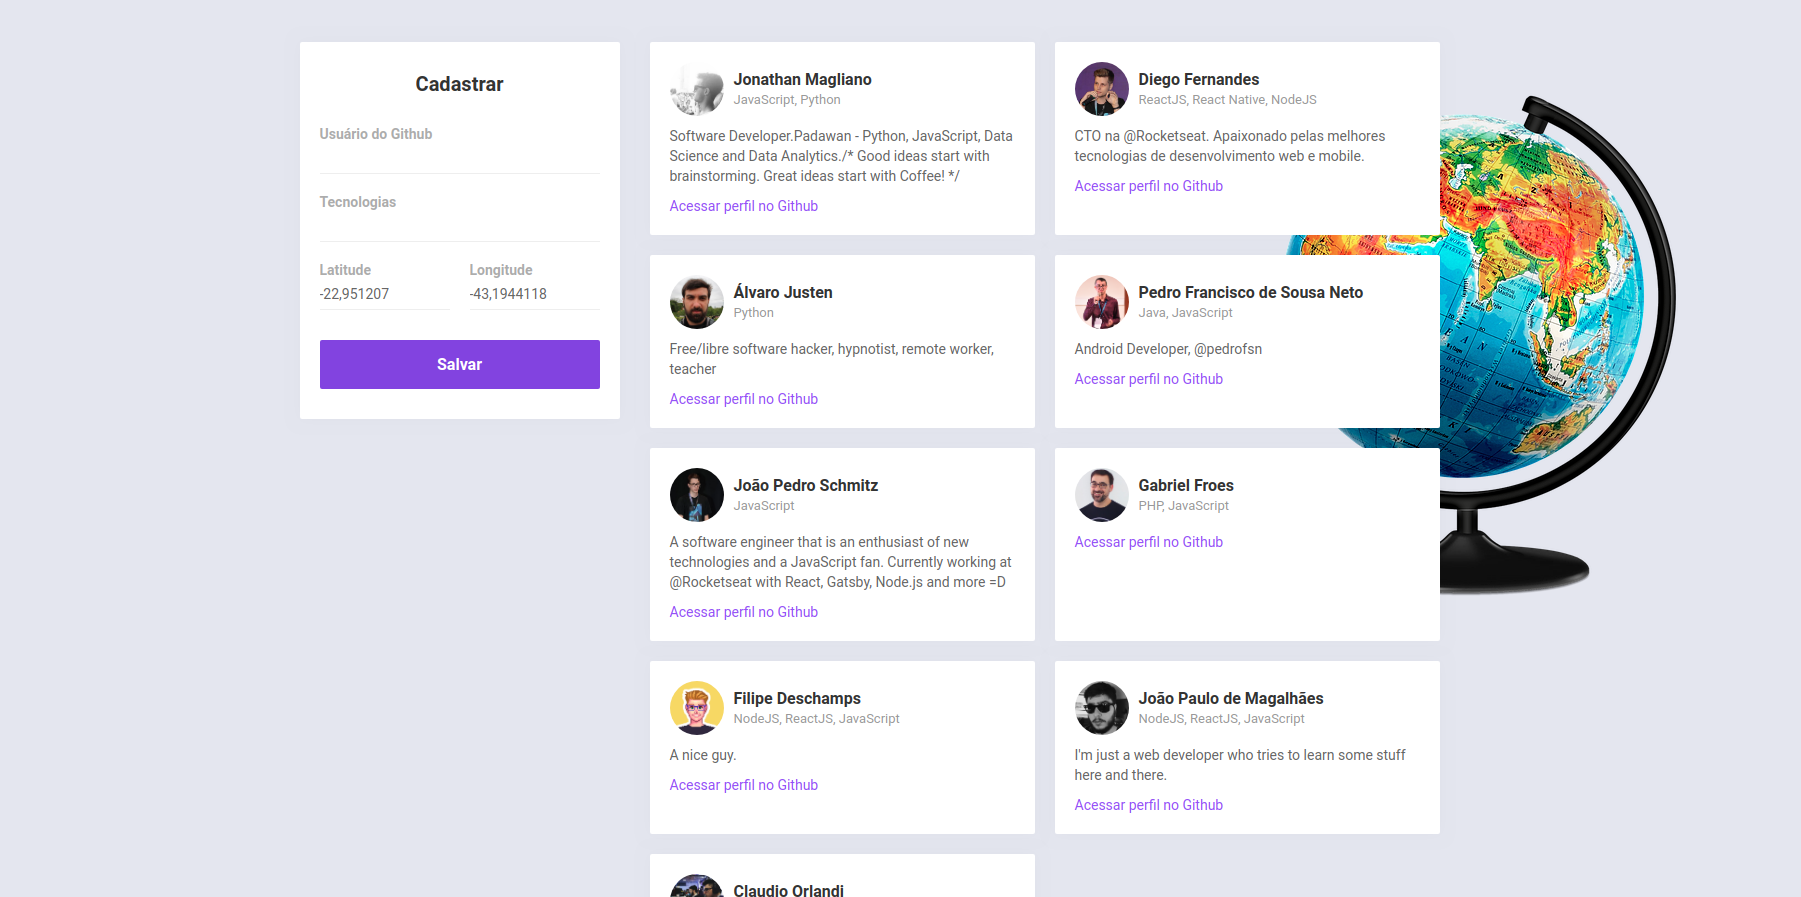 Cadastrar
Usuário do Github
Tecnologias
Latitude
Longitude
-22,951207
-43,1944118
Salvar
Jonathan Magliano
JavaScript, Python
Software Developer.Padawan - Python, JavaScript, Data
Science and Data Analytics./* Good ideas start with
brainstorming. Great ideas start with Coffee! */
Acessar perfil no Github
Diego Fernandes
ReactJS, React Native, NodeJS
CTO na @Rocketseat. Apaixonado pelas melhores
tecnologias de desenvolvimento web e mobile.
Acessar perfil no Github
Álvaro Justen
Python
Free/libre software hacker, hypnotist, remote worker,
teacher
Acessar perfil no Github
Pedro Francisco de Sousa Neto
Java, JavaScript
Android Developer, @pedrofsn
Acessar perfil no Github
João Pedro Schmitz
JavaScript
A software engineer that is an enthusiast of new
technologies and a JavaScript fan. Currently working at
@Rocketseat with React, Gatsby, Node.js and more =D
Acessar perfil no Github
Gabriel Froes
PHP, JavaScript
Acessar perfil no Github
Filipe Deschamps
NodeJS, ReactJS, JavaScript
A nice guy.
Acessar perfil no Github
João Paulo de Magalhães
NodeJS, ReactJS, JavaScript
I'm just a web developer who tries to learn some stuff
here and there.
Acessar perfil no Github
Claudio Orlandi